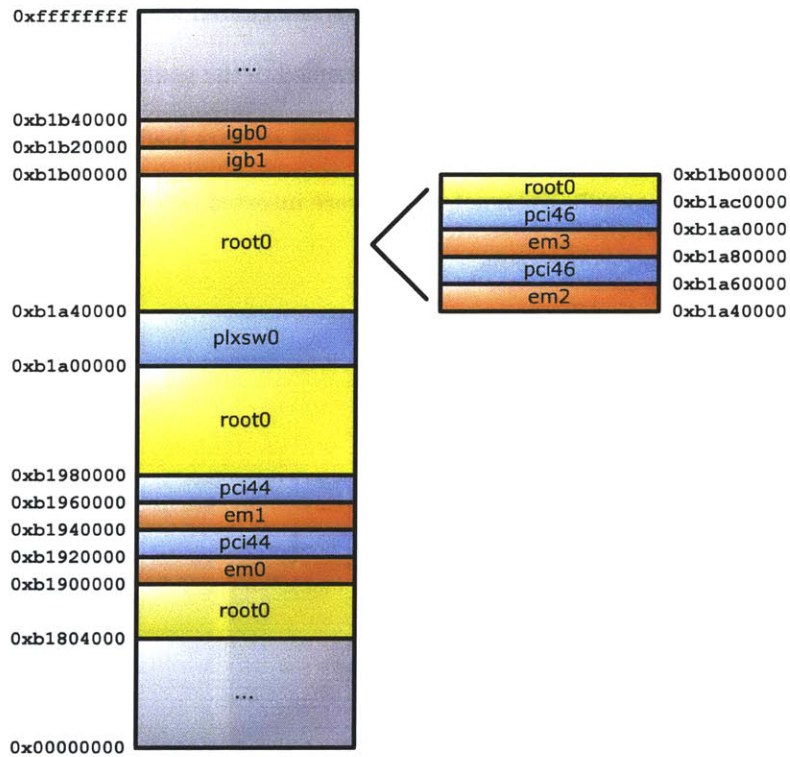 0xffffffff
...
0xb1b40000
igb0
0xb1b20000
igb1
0xb1b00000
root0
0xb1a40000
plxsw0
0xb1a00000
root0
0xb1980000
pci44
0xb1960000
em1
0xb1940000
pci44
0xb1920000
em0
0xb1900000
root0
0xb1804000
...
0x00000000
0xb1b00000
root0
0xb1ac0000
pci46
0xb1aa0000
em3
0xb1a80000
pci46
0xb1a60000
em2
0xb1a40000